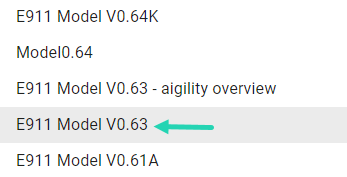 E911 Model V0.64K
Model0.64
E911 Model V0.63 - aigility overview
E911 Model V0.63
E911 Model V0.61A